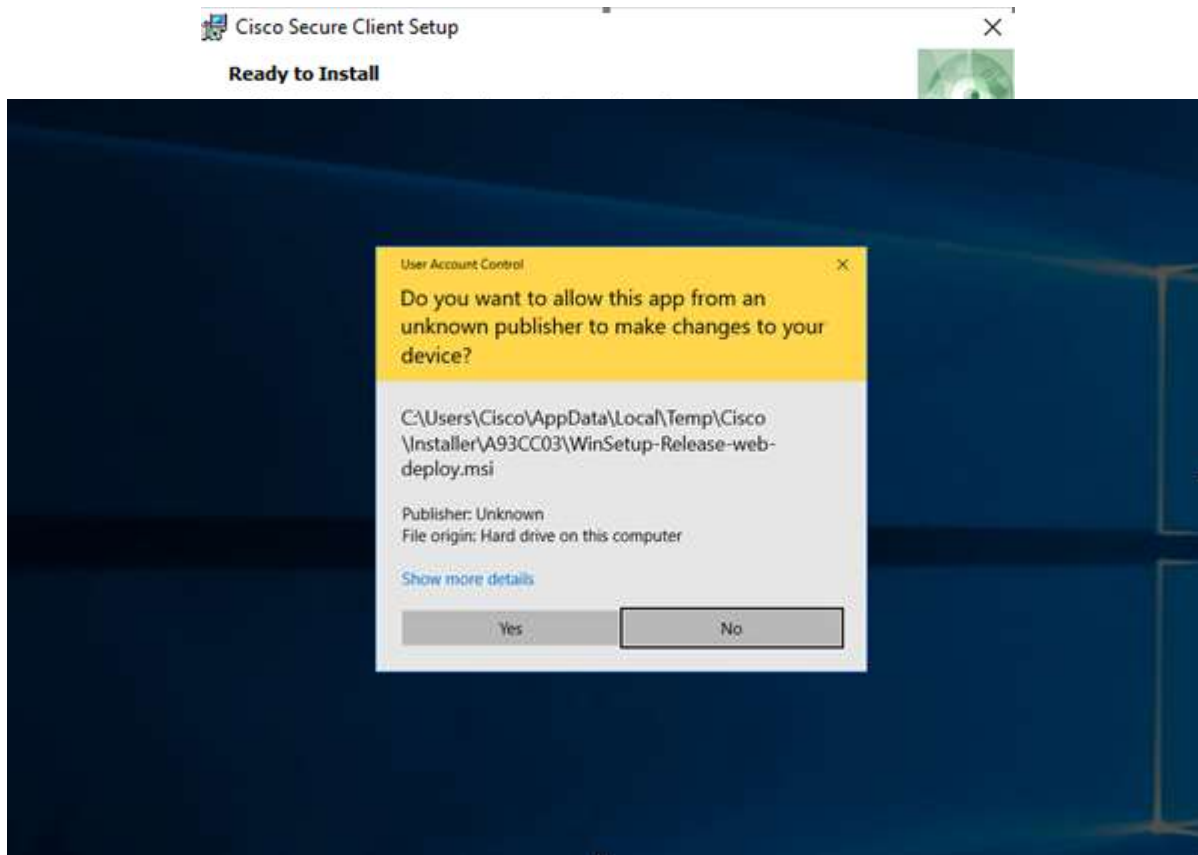 Cisco Secure Client Setup
Ready to Install
User Account Control
Do you want to allow this app from an
unknown publisher to make changes to your
device?
C:\Users\Cisco\AppData\Local\Temp\Cisco
\Installer\A93CC03\WinSetup-Release-web-
deploy.msi
Publisher: Unknown
File origin: Hard drive on this computer
Show more details
Yes
No